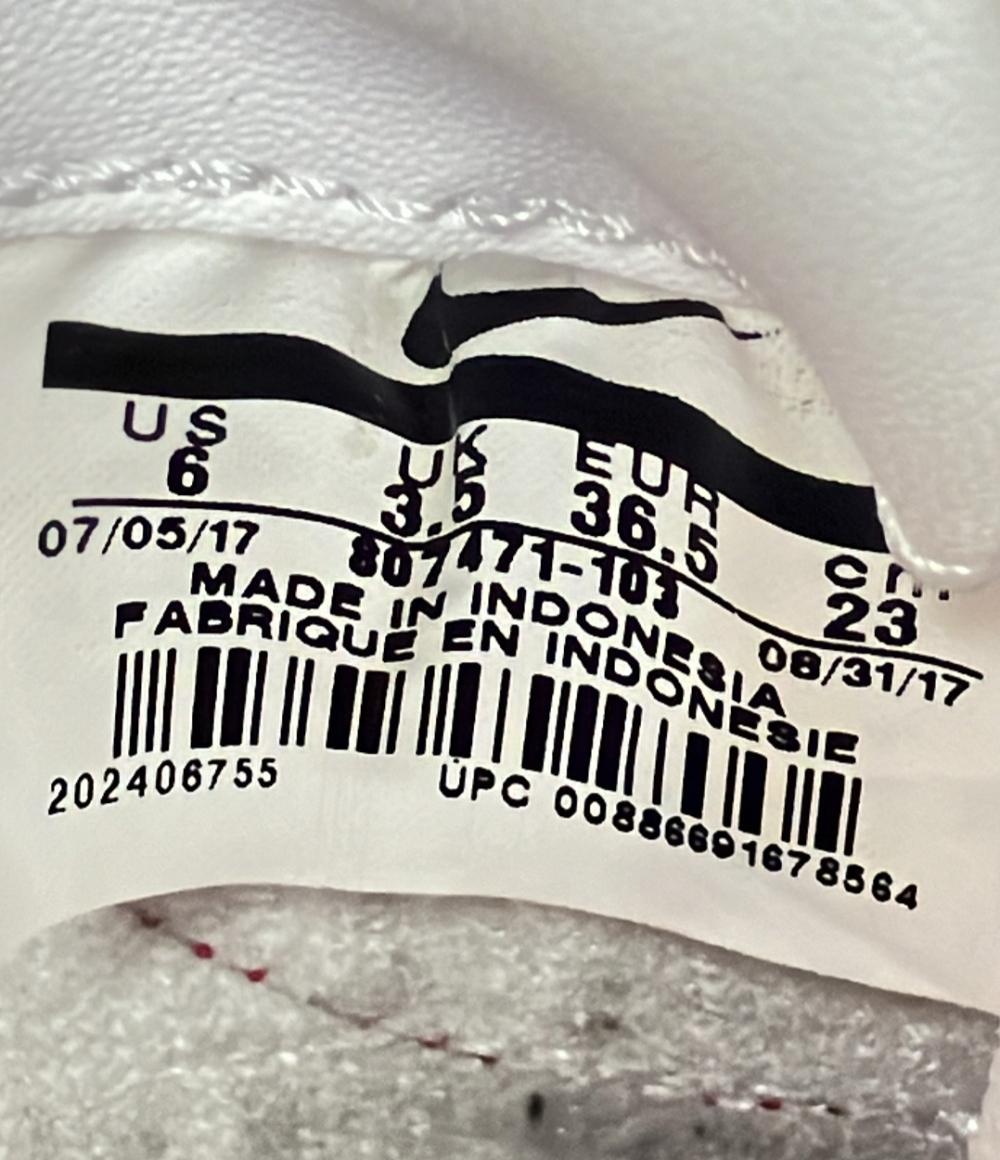 US UK EUR cm
6 3.5 36.5 23
07/05/17 807471-103 08/31/17
MADE IN INDONESIA
FABRIQUE EN INDONESIE
202406755 UPC 00886691678564